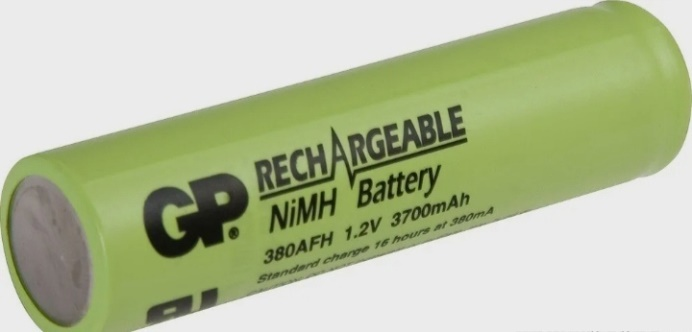 GP®
RECHARGEABLE
NiMH Battery
380AFH 1.2V 3700mAh
Standard charge 16 hours at 380mA